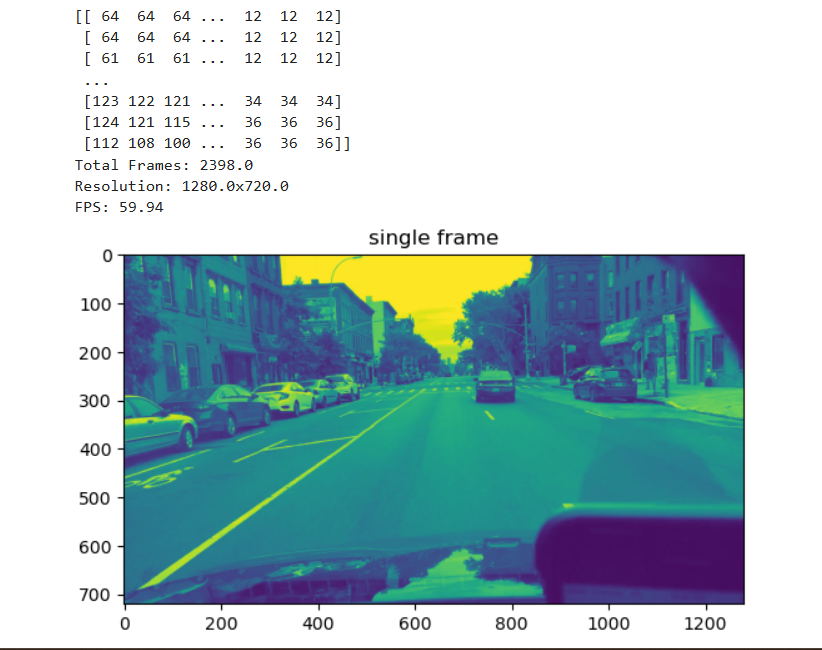 [[ 64 64 64 ... 12 12 12]
[ 64 64 64 ... 12 12 12]
[ 61 61 61 ... 12 12 12]
...
[123 122 121 ... 34 34 34]
[124 121 115 ... 36 36 36]
[112 108 100 ... 36 36 36]]
Total Frames: 2398.0
Resolution: 1280.0x720.0
FPS: 59.94
single frame
0
100
200
300
400
500
600
700
0 200 400 600 800 1000 1200